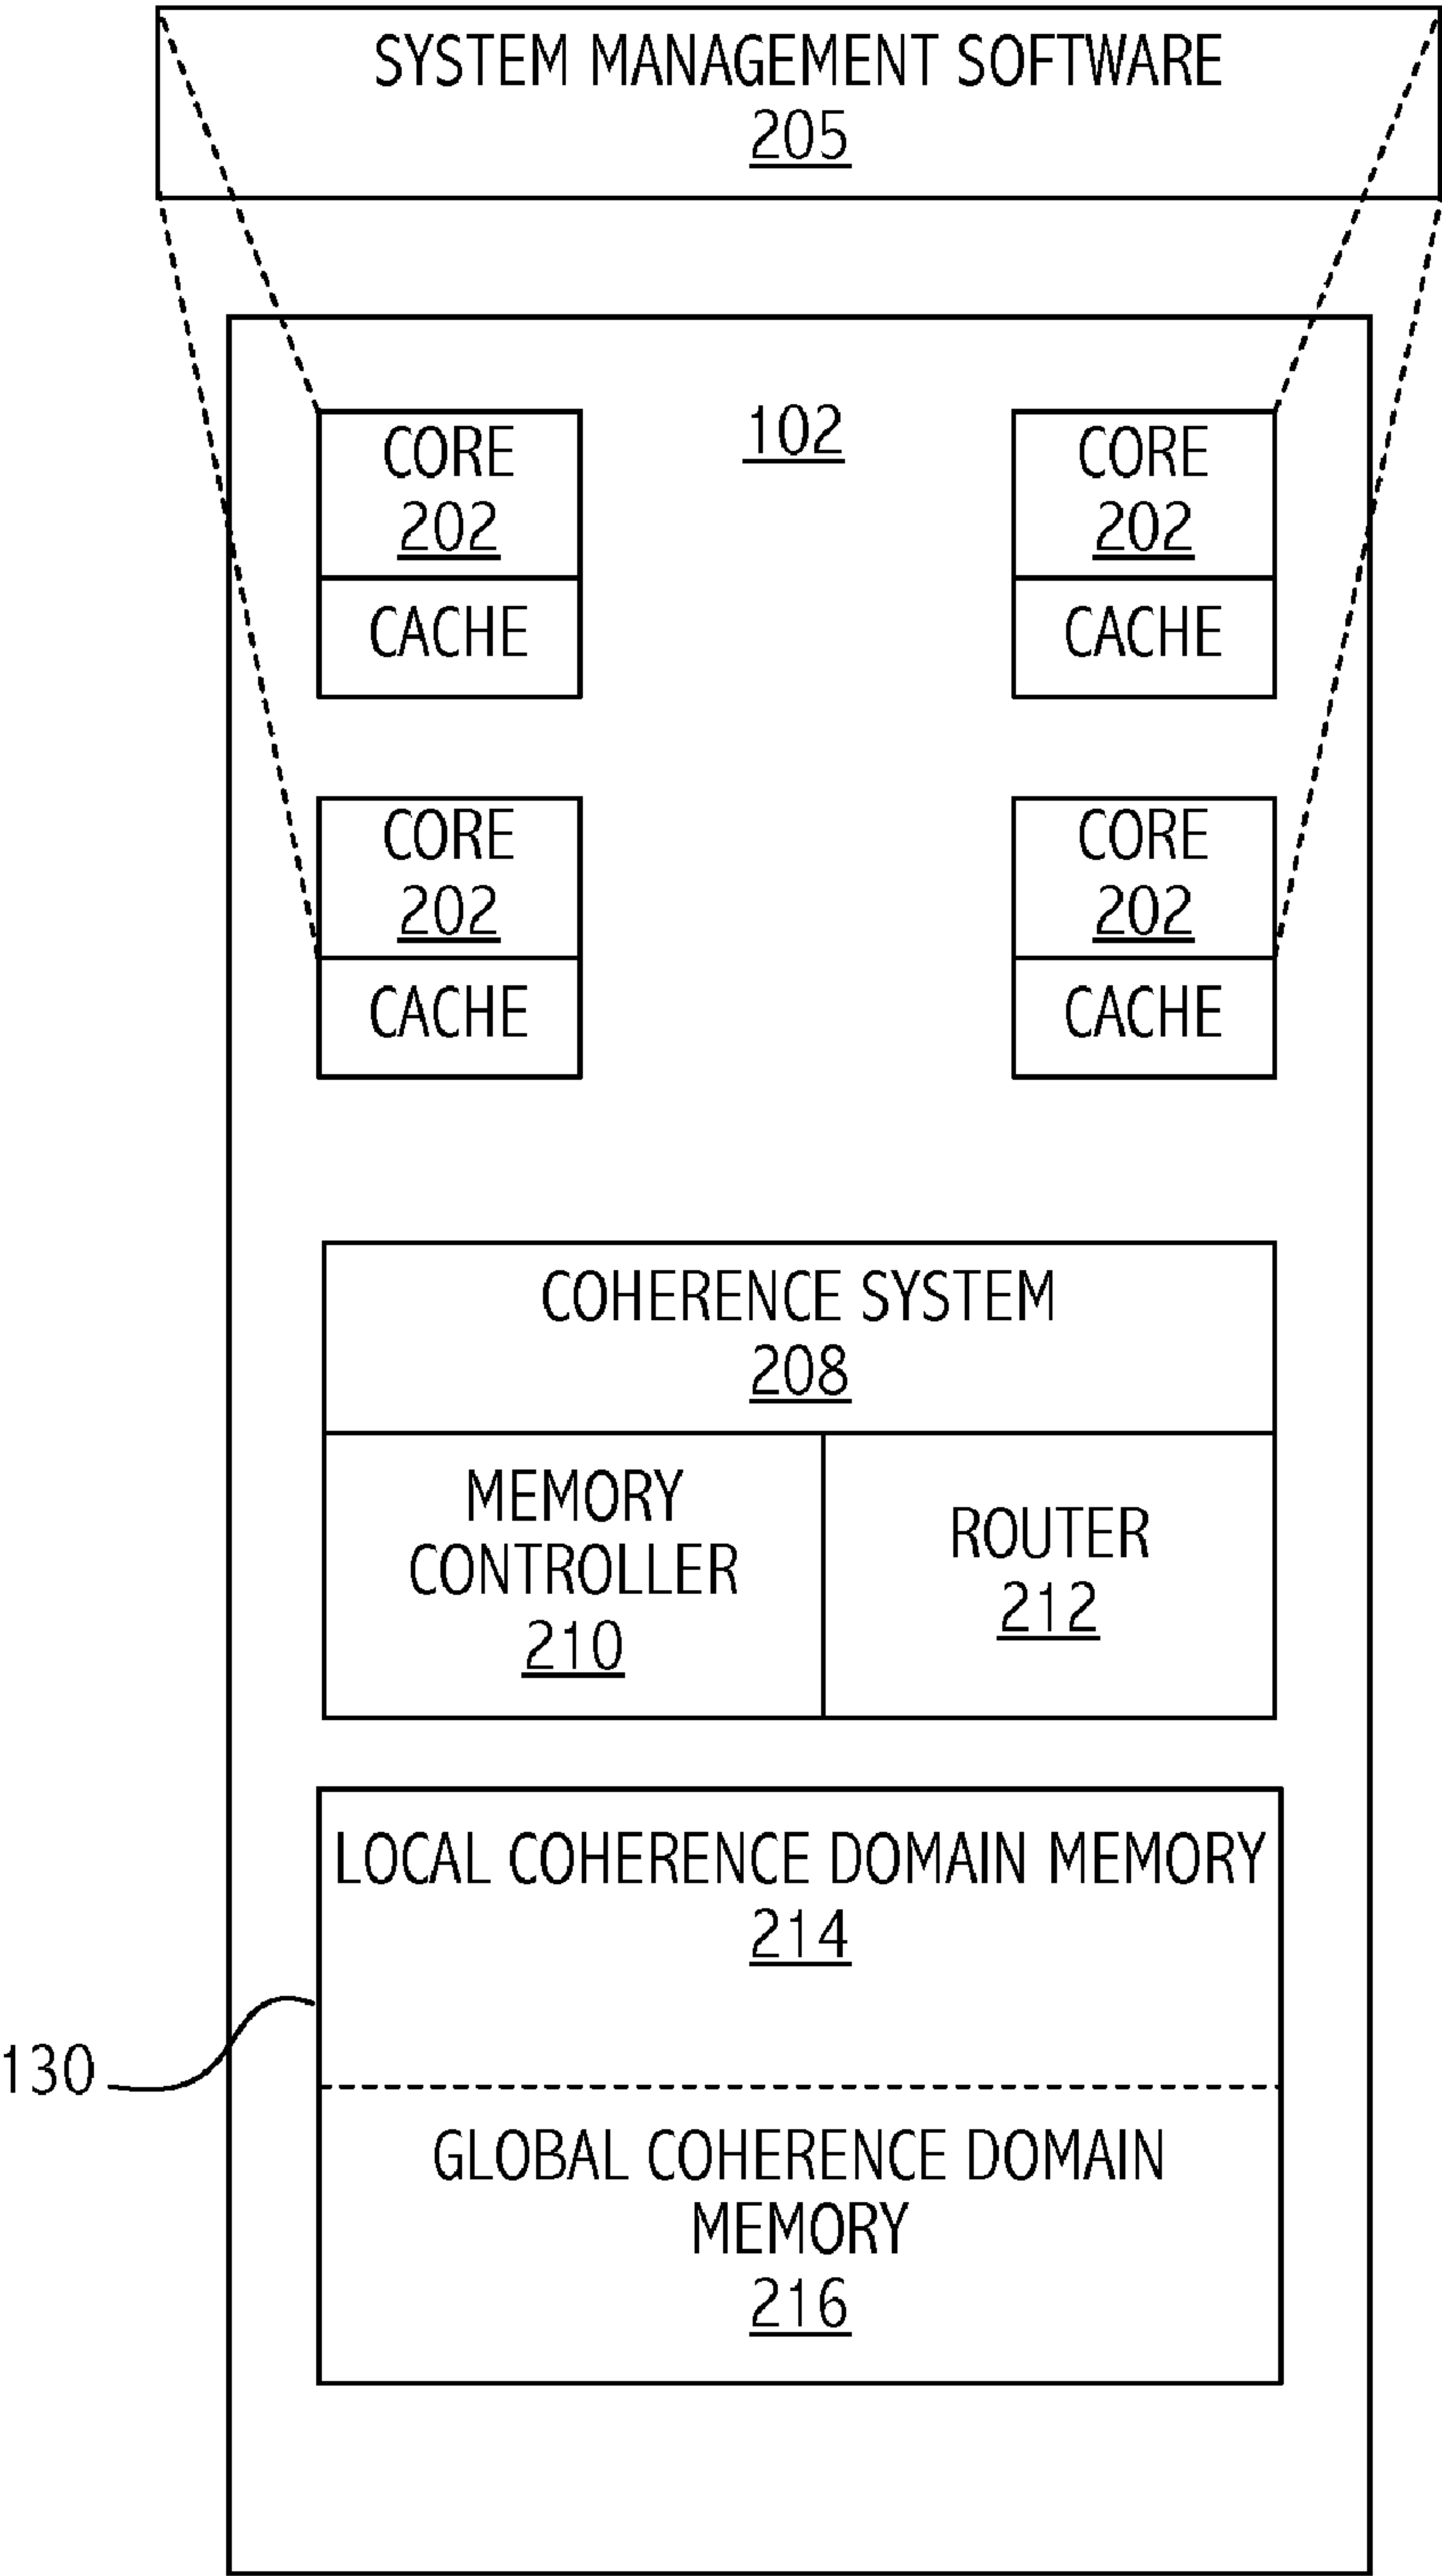 SYSTEM MANAGEMENT SOFTWARE
205
102
CORE
202
CACHE
CORE
202
CACHE
CORE
202
CACHE
CORE
202
CACHE
COHERENCE SYSTEM
208
MEMORY
CONTROLLER
210
ROUTER
212
LOCAL COHERENCE DOMAIN MEMORY
214
130
GLOBAL COHERENCE DOMAIN
MEMORY
216